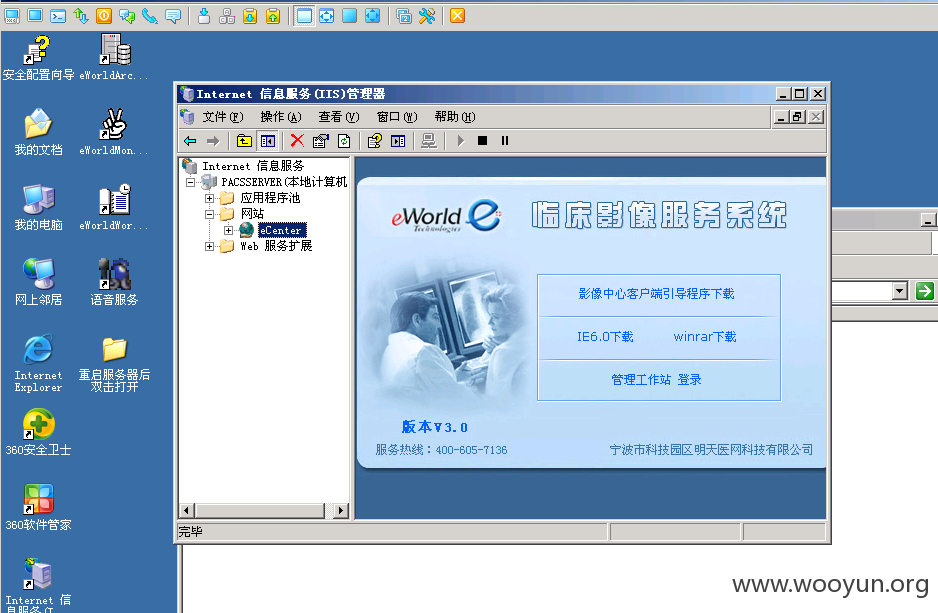 安全配置向导
eWorldArc...
我的文档
eWorldMon...
我的电脑
eWorldWor...
网上邻居
语音服务
Internet
Explorer
重启服务器后
双击打开
360安全卫士
360软件管家
Internet 信
息服务(I...
Internet 信息服务(IIS)管理器
文件(F) 操作(A) 查看(V) 窗口(W) 帮助(H)
Internet 信息服务
PACSSERVER(本地计算机
应用程序池
网站
eCenter
Web 服务扩展
eWorld
Technologies
临床影像服务系统
影像中心客户端引导程序下载
IE6.0下载 winrar下载
管理工作站 登录
版本V3.0
服务热线：400-605-7136 宁波市科技园区明天医网科技有限公司
完毕
www.wooyun.org